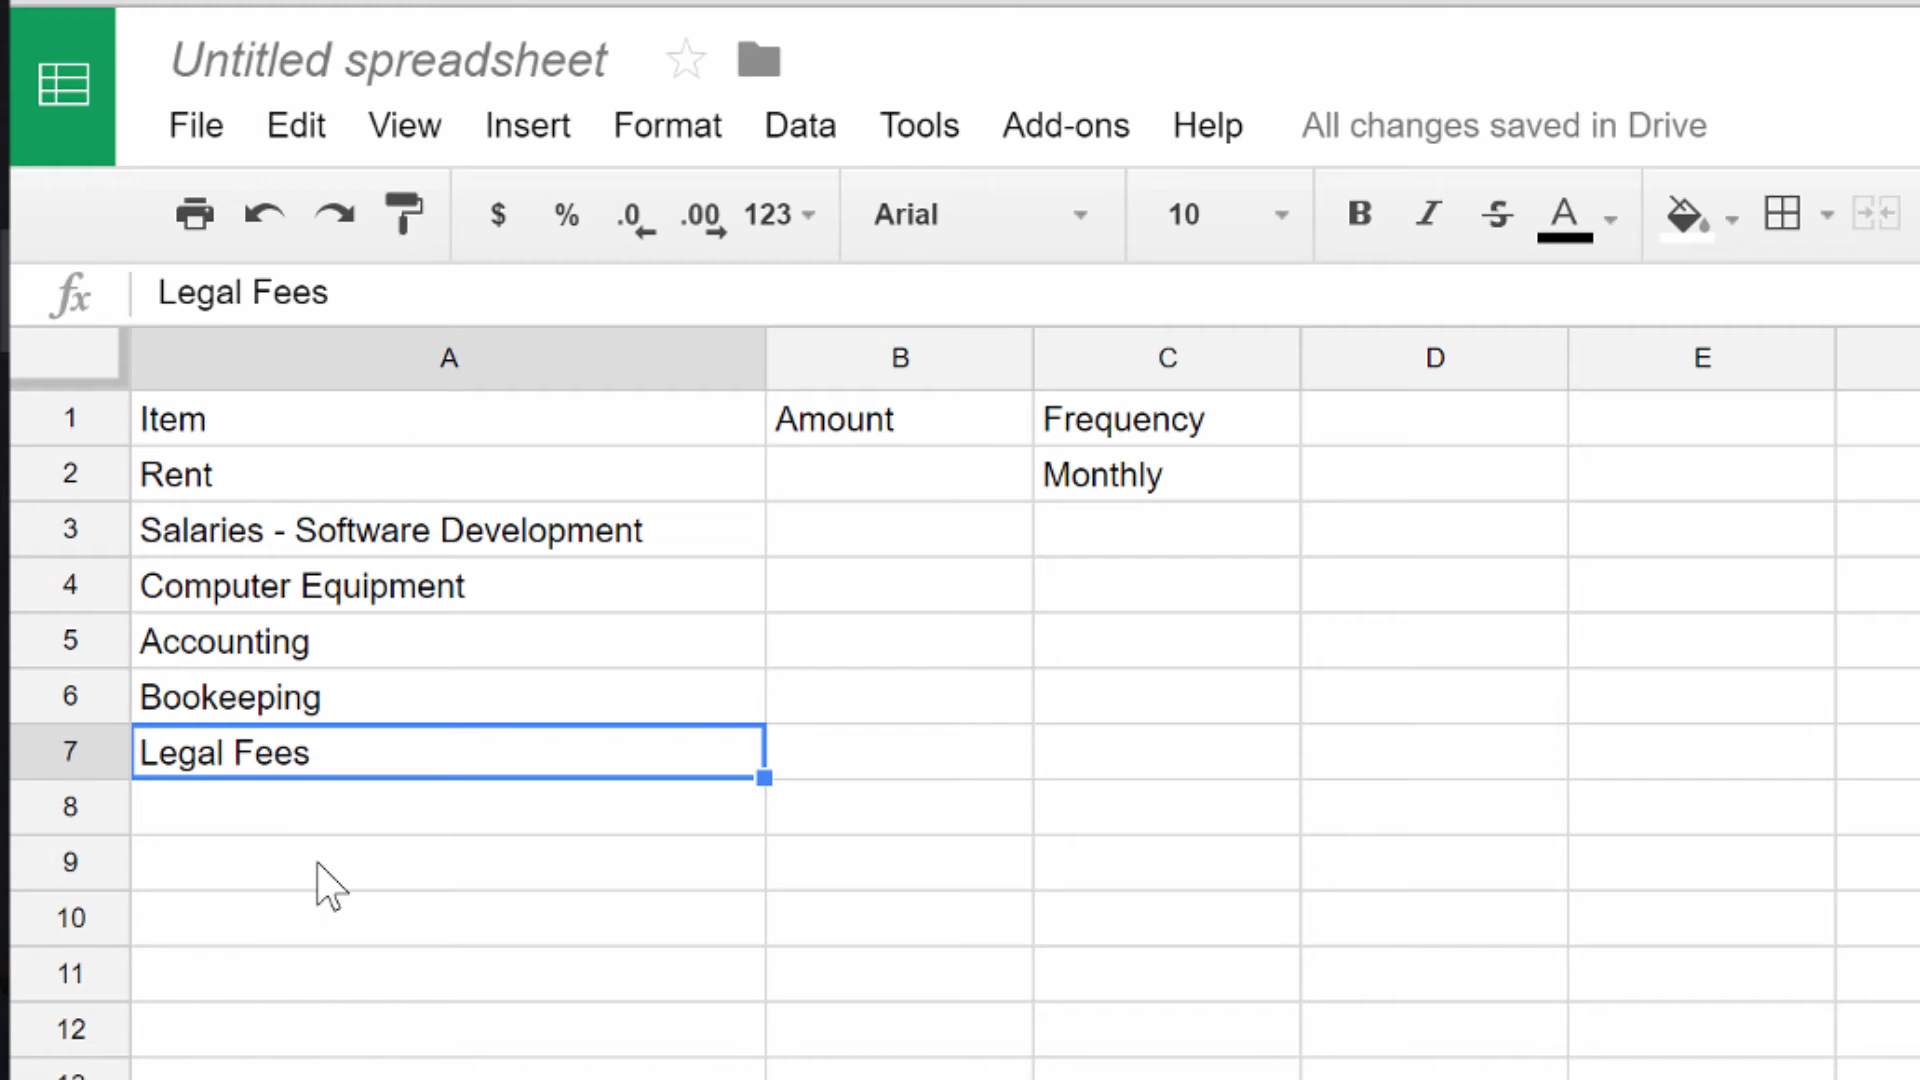 Untitled spreadsheet
File Edit View Insert Format Data Tools Add-ons Help All changes saved in Drive
$ % .0 .00 123 Arial 10 B I S A
fx Legal Fees
A B C D E
1 Item Amount Frequency
2 Rent Monthly
3 Salaries - Software Development
4 Computer Equipment
5 Accounting
6 Bookeeping
7 Legal Fees
8
9
10
11
12